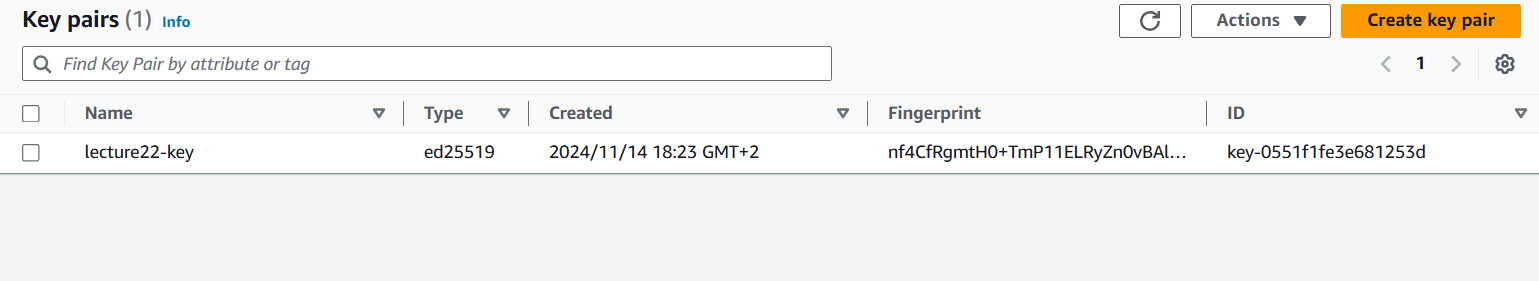 Key pairs (1) Info
Actions
Create key pair
Find Key Pair by attribute or tag
1
Name Type Created Fingerprint ID
lecture22-key ed25519 2024/11/14 18:23 GMT+2 nf4CfRgmtH0+TmP11ELRyZn0vBAl... key-0551f1fe3e681253d